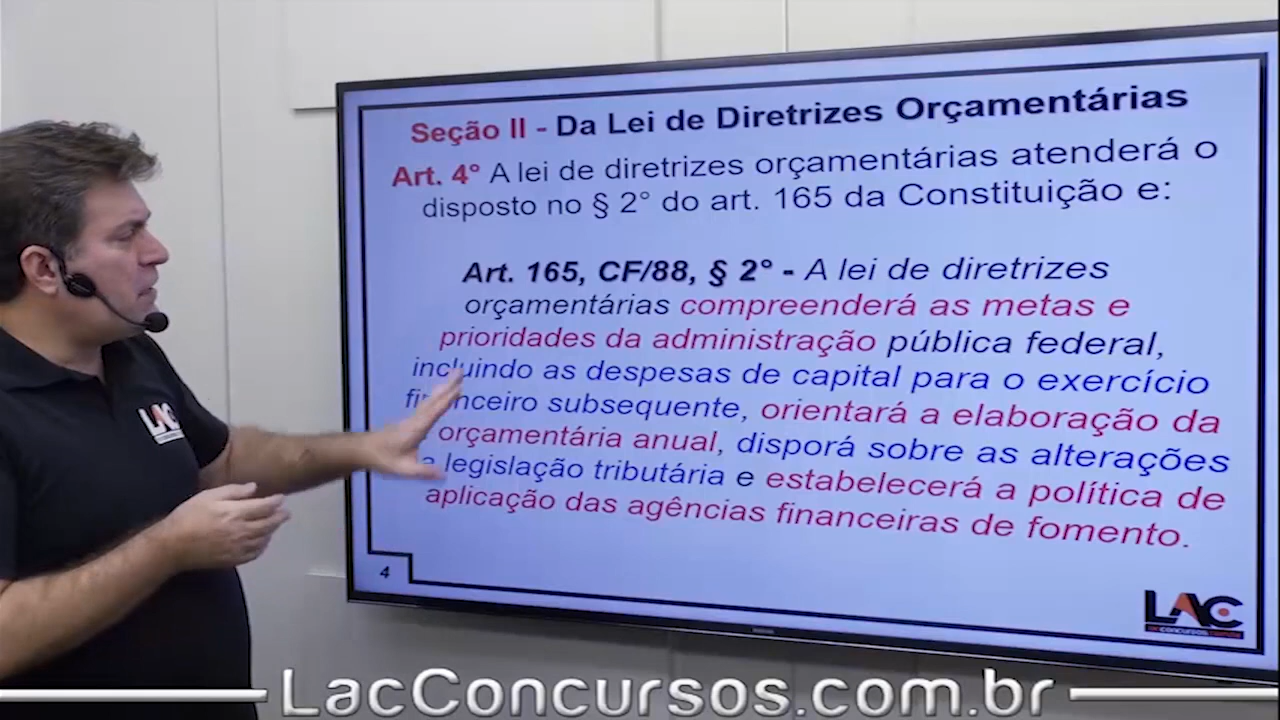 Seção II - Da Lei de Diretrizes Orçamentárias
Art. 4° A lei de diretrizes orçamentárias atenderá o
disposto no § 2° do art. 165 da Constituição e:
Art. 165, CF/88, § 2° - A lei de diretrizes
orçamentárias compreenderá as metas e
prioridades da administração pública federal,
incluindo as despesas de capital para o exercício
financeiro subsequente, orientará a elaboração da
orçamentária anual, disporá sobre as alterações
legislação tributária e estabelecerá a política de
aplicação das agências financeiras de fomento.
4
LAC
LAC
LacConcursos.com.br